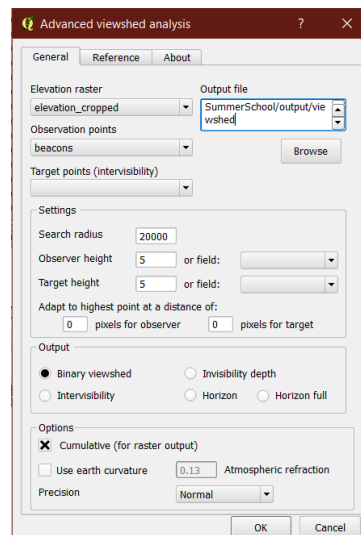 Advanced viewshed analysis ? ×
General Reference About
Elevation raster Output file
elevation_cropped SummerSchool/output/vie
wshed
Observation points
beacons Browse
Target points (intervisibility)
Settings
Search radius 20000
Observer height 5 or field:
Target height 5 or field:
Adapt to highest point at a distance of:
0 pixels for observer 0 pixels for target
Output
Binary viewshed Invisibility depth
Intervisibility Horizon Horizon full
Options
Cumulative (for raster output)
Use earth curvature 0.13 Atmospheric refraction
Precision Normal
OK Cancel